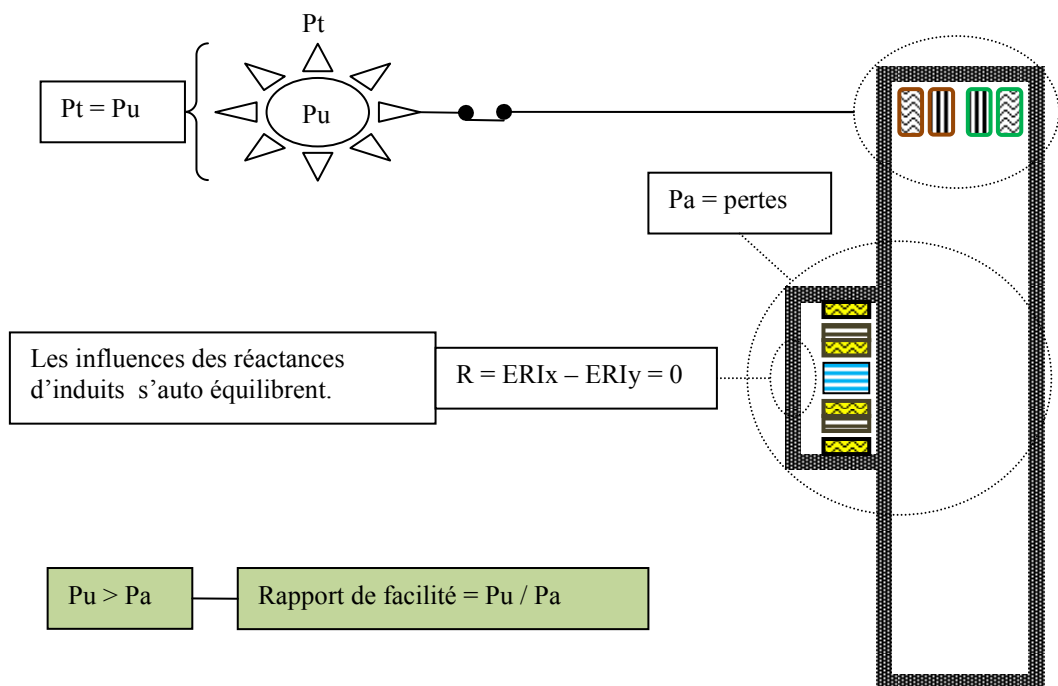 Pt
Pt = Pu
Pu
Pa = pertes
Les influences des réactances
d'induits  s'auto équilibrent.
R = ERIx – ERIy = 0
Pu > Pa
Rapport de facilité = Pu / Pa